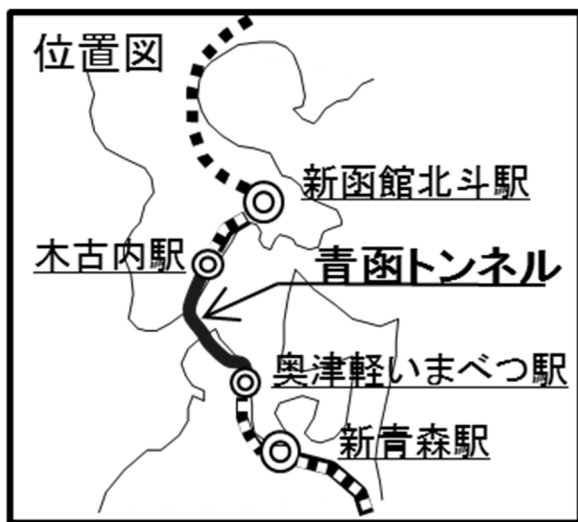 位置図
新函館北斗駅
木古内駅
青函トンネル
奥津軽いまべつ駅
新青森駅